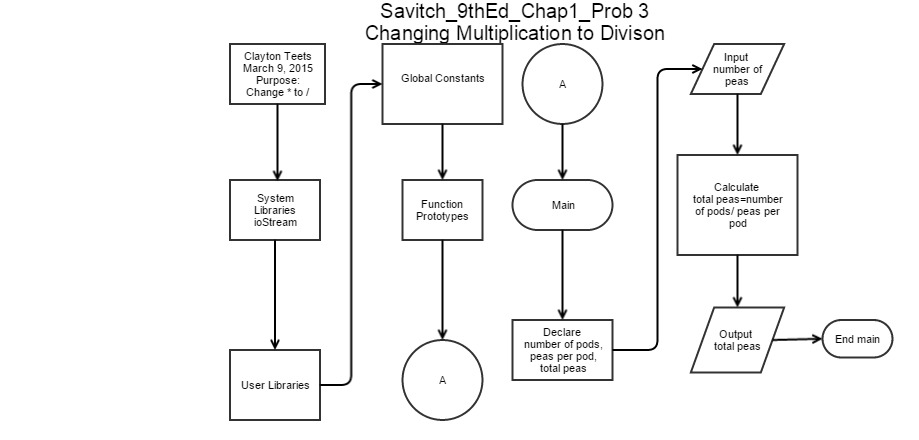 Savitch_9thEd_Chap1_Prob 3
Changing Multiplication to Divison
Clayton Teets
March 9, 2015
Purpose:
Change * to /
System
Libraries
ioStream
User Libraries
Global Constants
Function
Prototypes
A
A
Main
Declare
number of pods,
peas per pod,
total peas
Input
number of
peas
Calculate
total peas=number
of pods/ peas per
pod
Output
total peas
End main